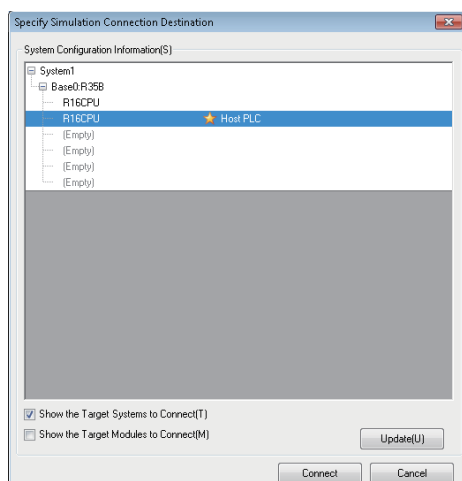 Specify Simulation Connection Destination
System Configuration Information(S)
System1
Base0:R35B
R16CPU
R16CPU Host PLC
(Empty)
(Empty)
(Empty)
(Empty)
Show the Target Systems to Connect(T)
Show the Target Modules to Connect(M)
Update(U)
Connect Cancel